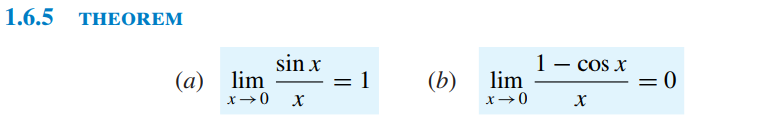 1.6.5 THEOREM
(a) lim x→0 sin x / x = 1 (b) lim x→0 1 − cos x / x = 0